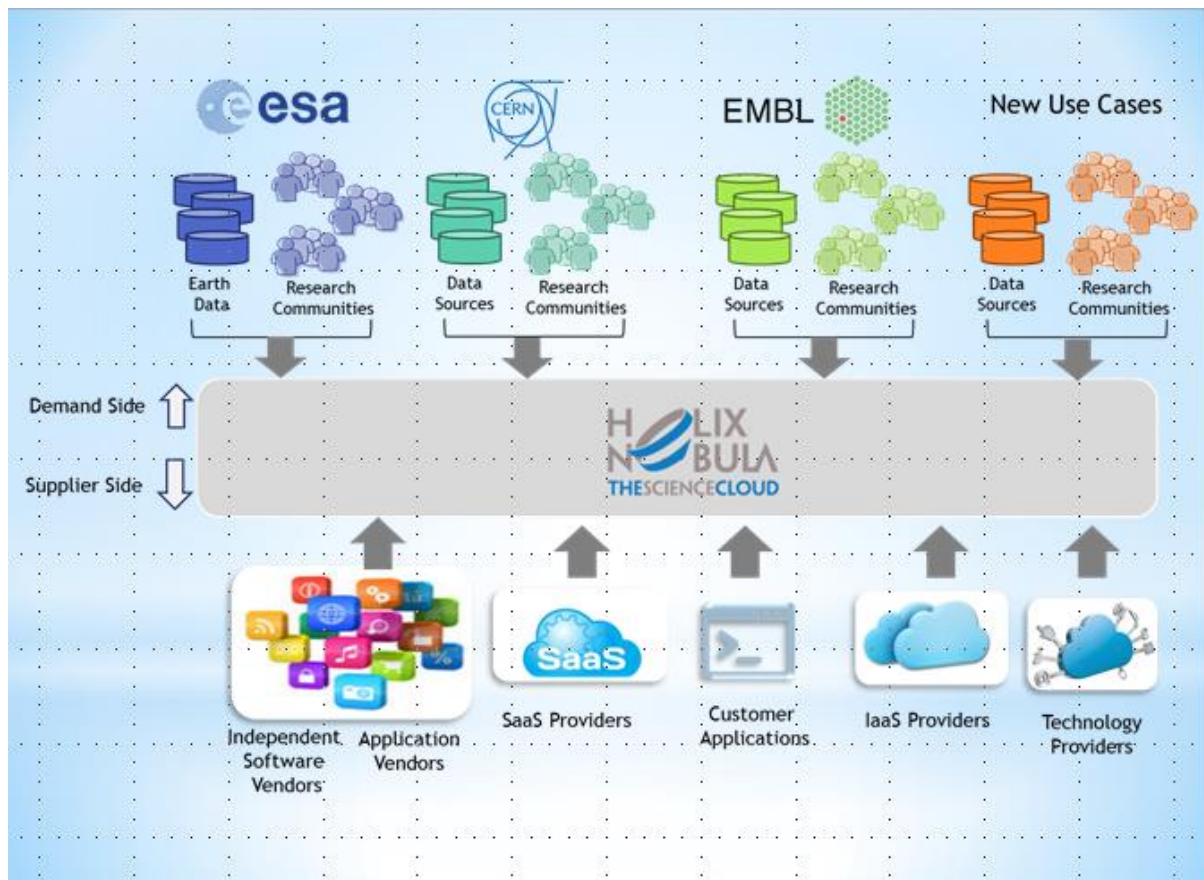 esa
CERN
EMBL
New Use Cases
Earth
Data
Research
Communities
Data
Sources
Research
Communities
Data
Sources
Research
Communities
Data
Sources
Research
Communities
Demand Side
Supplier Side
HELIX
NEBULA
THESCIENCECLOUD
SaaS
Independent
Software
Vendors
Application
Vendors
SaaS Providers
Customer
Applications
IaaS Providers
Technology
Providers